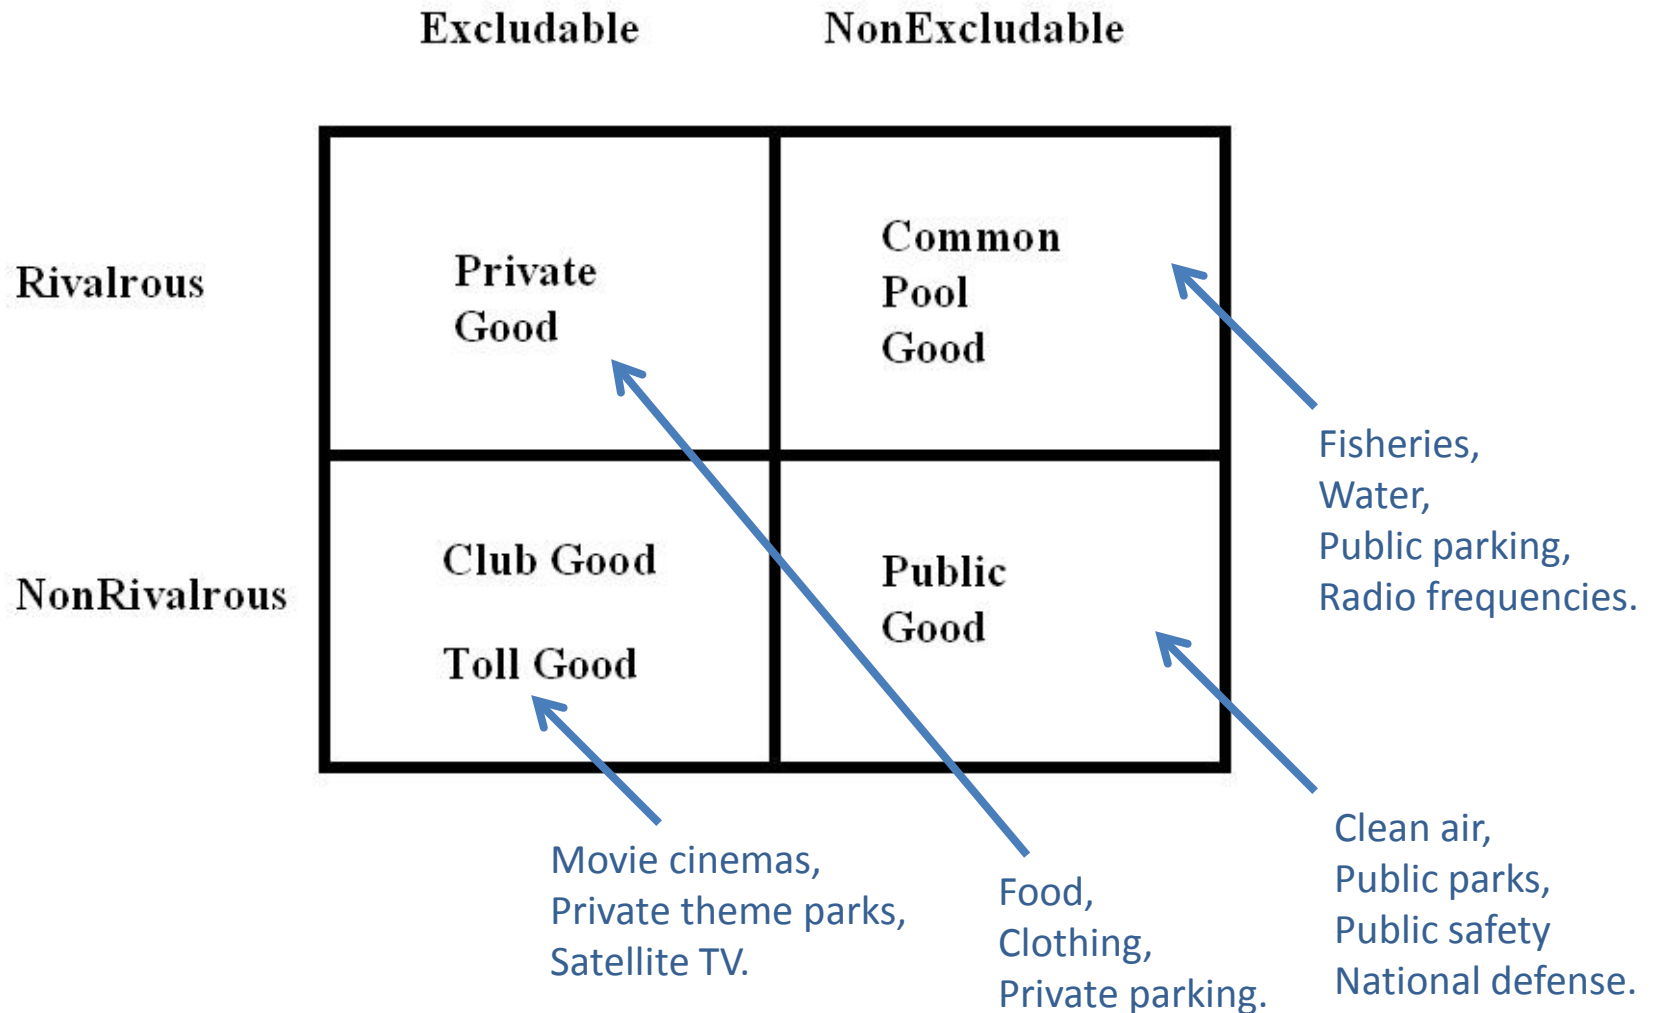 Excludable
NonExcludable
Rivalrous
Private
Good
Common
Pool
Good
Fisheries,
Water,
Public parking,
Radio frequencies.
NonRivalrous
Club Good
Toll Good
Public
Good
Movie cinemas,
Private theme parks,
Satellite TV.
Food,
Clothing,
Private parking.
Clean air,
Public parks,
Public safety
National defense.